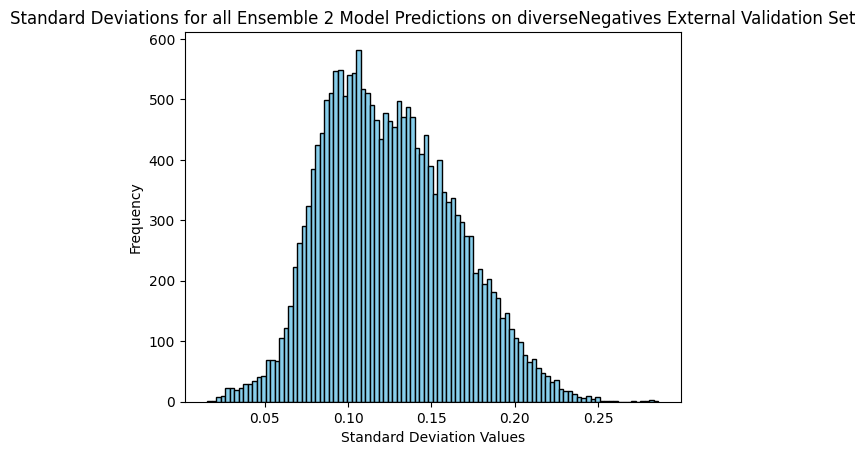 Standard Deviations for all Ensemble 2 Model Predictions on diverseNegatives External Validation Set
600
500
400
300
200
100
0
Frequency
0.05 0.10 0.15 0.20 0.25
Standard Deviation Values